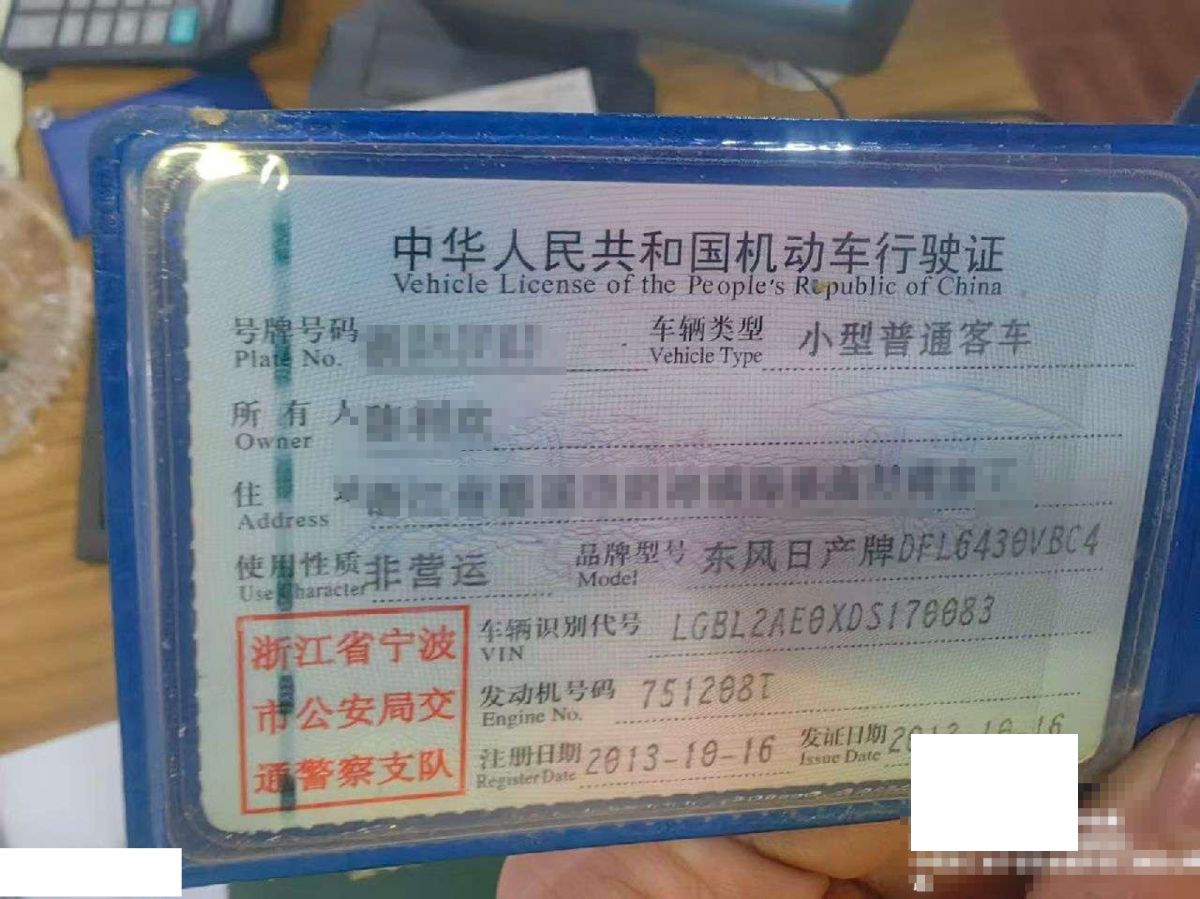 中华人民共和国机动车行驶证
Vehicle License of the People's Republic of China
号牌号码
Plate No.
车辆类型 小型普通客车
Vehicle Type
所有人
Owner
住
Address
使用性质 非营运
Use Character
品牌型号 东风日产牌DFL6430VBC4
Model
浙江省宁波
市公安局交
通警察支队
车辆识别代号 LGBL2AE0XDS170083
VIN
发动机号码 751208T
Engine No.
注册日期 2013-10-16
Register Date
发证日期 2013-10-16
Issue Date